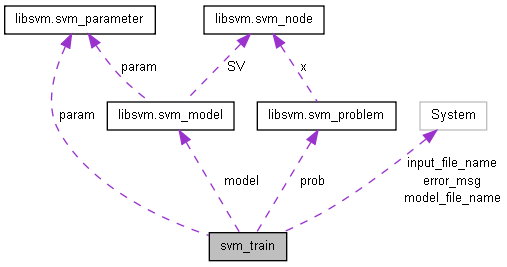 libsvm.svm_parameter
libsvm.svm_node
param
SV
x
param
libsvm.svm_model
libsvm.svm_problem
System
model
prob
input_file_name
error_msg
model_file_name
svm_train